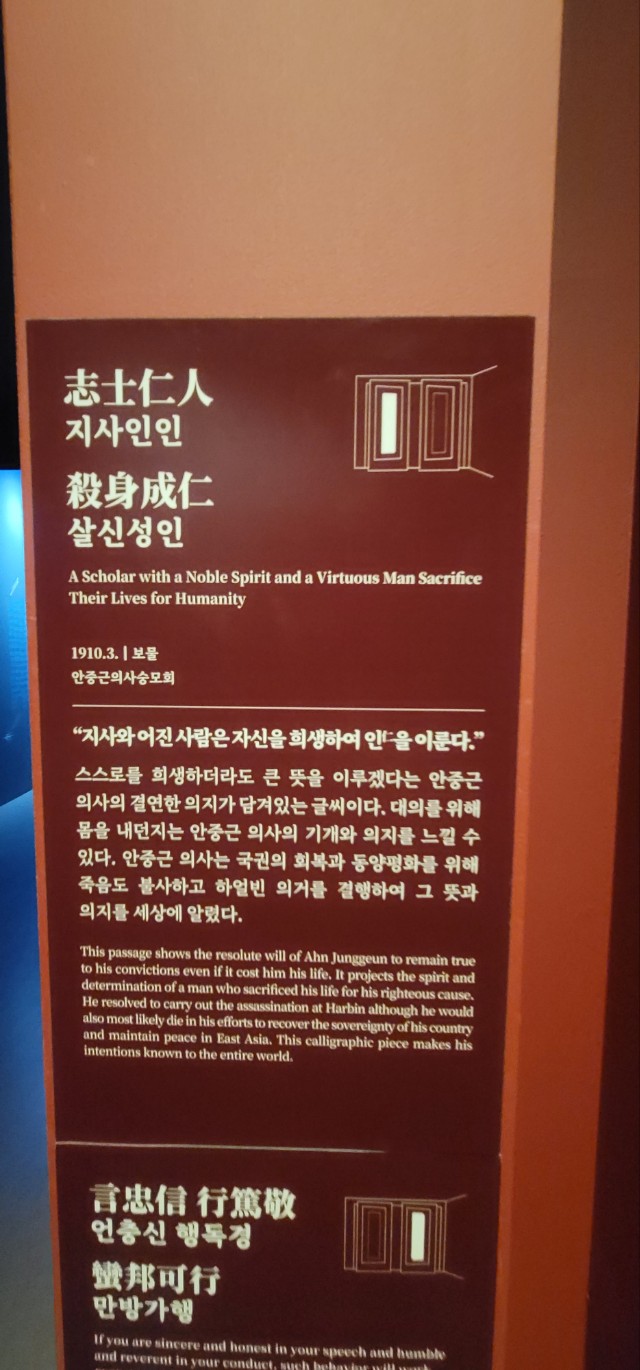 志士仁人
지사인인
殺身成仁
살신성인
A Scholar with a Noble Spirit and a Virtuous Man Sacrifice
Their Lives for Humanity
1910.3. | 보물
안중근의사숭모회
“지사와 어진 사람은 자신을 희생하여 인仁을 이룬다.”
스스로를 희생하더라도 큰 뜻을 이루겠다는 안중근
의사의 결연한 의지가 담겨있는 글씨이다. 대의를 위해
몸을 내던지는 안중근 의사의 기개와 의지를 느낄 수
있다. 안중근 의사는 국권의 회복과 동양평화를 위해
죽음도 불사하고 하얼빈 의거를 결행하여 그 뜻과
의지를 세상에 알렸다.
This passage shows the resolute will of Ahn Junggeun to remain true
to his convictions even if it cost him his life. It projects the spirit and
determination of a man who sacrificed his life for his righteous cause.
He resolved to carry out the assassination at Harbin although he would
also most likely die in his efforts to recover the sovereignty of his country
and maintain peace in East Asia. This calligraphic piece makes his
intentions known to the entire world.
言忠信 行篤敬
언충신 행독경
蠻邦可行
만방가행
If you are sincere and honest in your speech and humble
and reverent in your conduct, such behavior will work